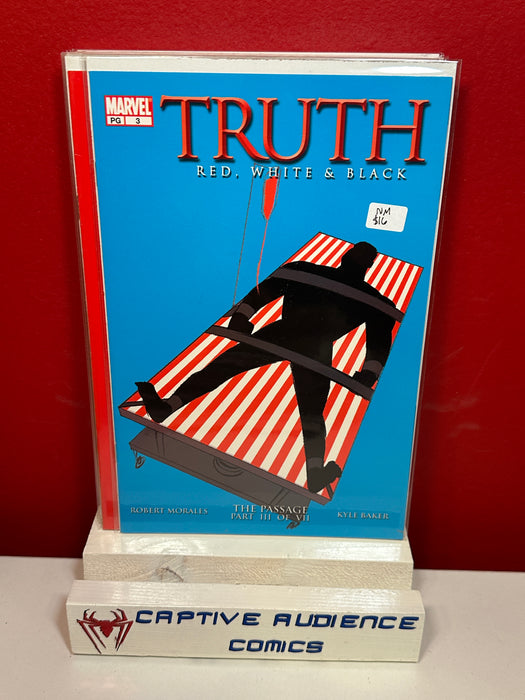 MARVEL
PG 3
TRUTH
RED, WHITE & BLACK
NM
$16
ROBERT MORALES
THE PASSAGE
PART III OF VII
KYLE BAKER
CAPTIVE AUDIENCE
COMICS